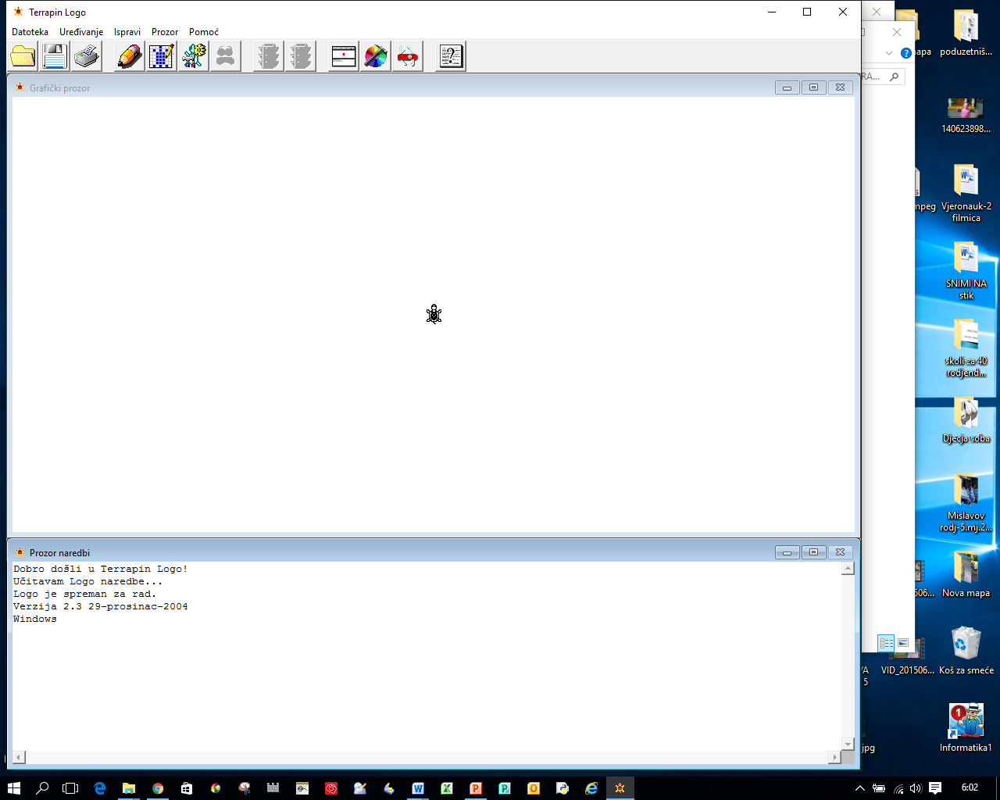 Terrapin Logo
Datoteka Uređivanje Ispravi Prozor Pomoć
Grafički prozor
Prozor naredbi
Dobro došli u Terrapin Logo!
Učitavam Logo naredbe...
Logo je spreman za rad.
Verzija 2.3 29-prosinac-2004
Windows
RA...
apa
poduzetniš...
140623898...
mpeg
Vjeronauk-2
filmica
SNIMI NA
stik
skoli za 40
rodjend...
Djecja soba
Mislavov
rodj-5.mj.2...
506...
Nova mapa
5
VID_201506...
Koš za smeće
jpg
1
Informatika1
6:02